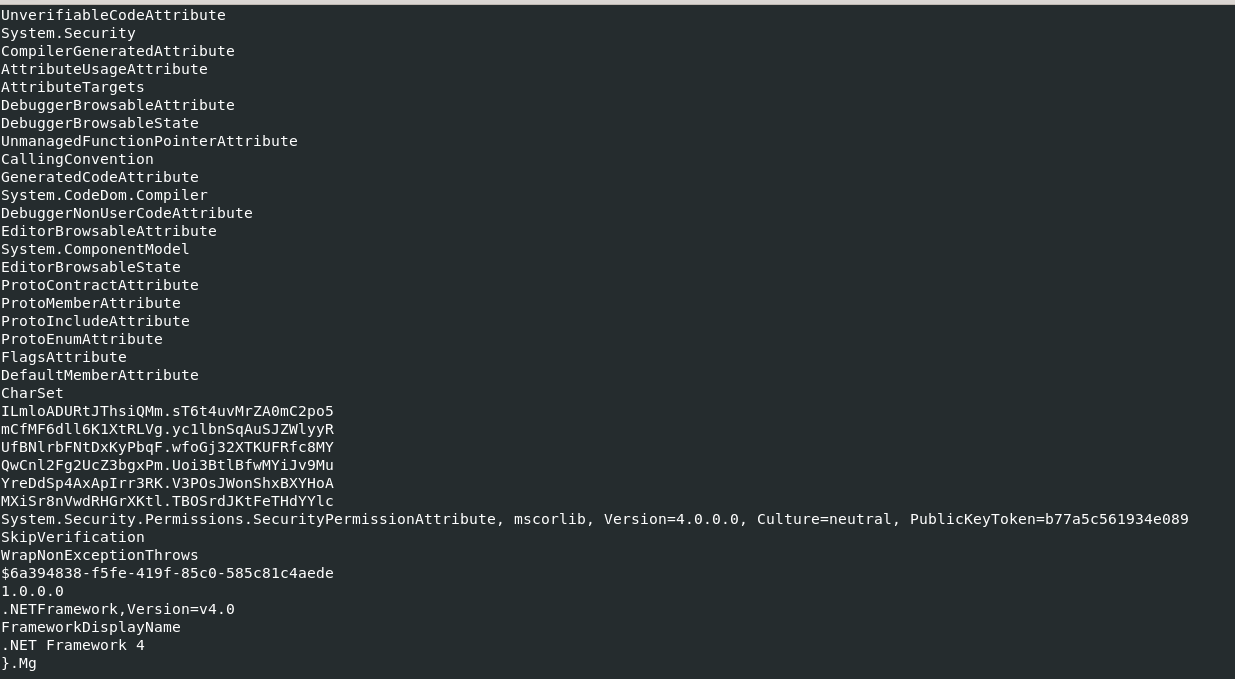 UnverifiableCodeAttribute
System.Security
CompilerGeneratedAttribute
AttributeUsageAttribute
AttributeTargets
DebuggerBrowsableAttribute
DebuggerBrowsableState
UnmanagedFunctionPointerAttribute
CallingConvention
GeneratedCodeAttribute
System.CodeDom.Compiler
DebuggerNonUserCodeAttribute
EditorBrowsableAttribute
System.ComponentModel
EditorBrowsableState
ProtoContractAttribute
ProtoMemberAttribute
ProtoIncludeAttribute
ProtoEnumAttribute
FlagsAttribute
DefaultMemberAttribute
CharSet
ILmloADURtJThsiQMm.sT6t4uvMrZA0mC2po5
mCfMF6dll6K1XtRLVg.yc1lbnSqAuSJZWlyyR
UfBNlrbFNtDxKyPbqF.wfoGj32XTKUFRfc8MY
QwCnl2Fg2UcZ3bgxPm.Uoi3BtlBfwMYiJv9Mu
YreDdSp4AxApIrr3RK.V3POsJWonShxBXYHoA
MXiSr8nVwdRHGrXKtl.TBOSrdJKtFeTHdYYlc
System.Security.Permissions.SecurityPermissionAttribute, mscorlib, Version=4.0.0.0, Culture=neutral, PublicKeyToken=b77a5c561934e089
SkipVerification
WrapNonExceptionThrows
$6a394838-f5fe-419f-85c0-585c81c4aede
1.0.0.0
.NETFramework,Version=v4.0
FrameworkDisplayName
.NET Framework 4
}.Mg